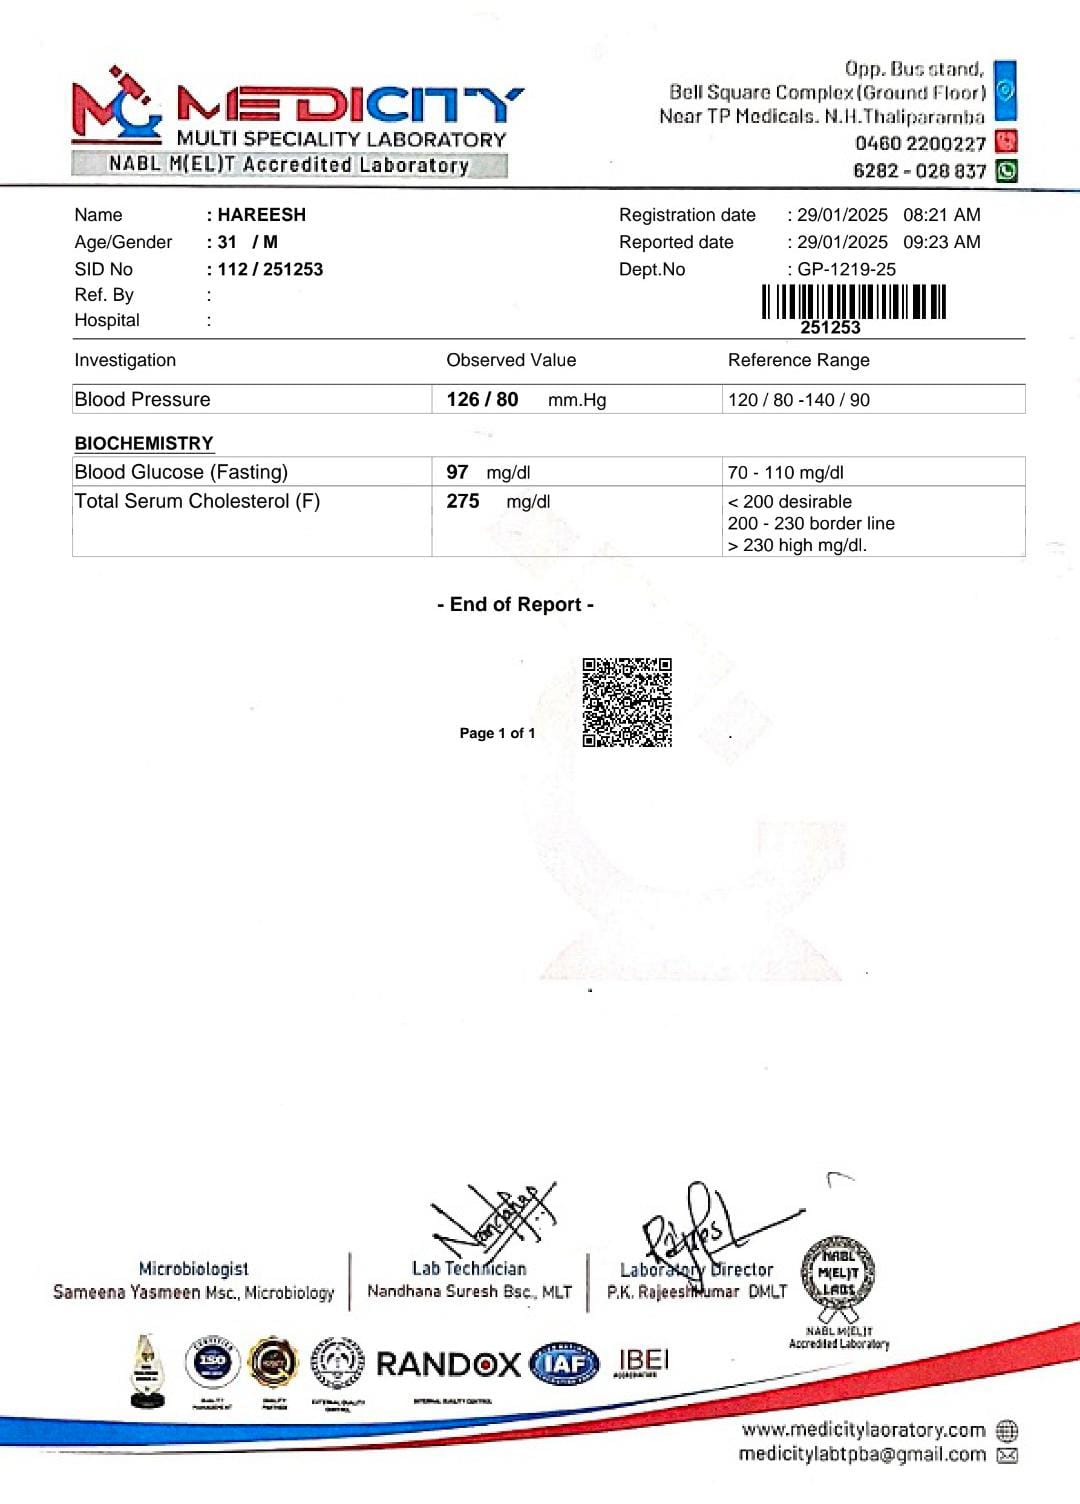 MEDICITY
MULTI SPECIALITY LABORATORY
NABL M(EL)T Accredited Laboratory
Opp. Bus stand,
Bell Square Complex (Ground Floor)
Near TP Medicals. N.H.Thaliparamba
0460 2200227
6282 - 028 837
Name : HAREESH
Age/Gender : 31 / M
SID No : 112 / 251253
Ref. By :
Hospital :
Registration date : 29/01/2025 08:21 AM
Reported date : 29/01/2025 09:23 AM
Dept.No : GP-1219-25
251253
Investigation Observed Value Reference Range
Blood Pressure 126 / 80 mm.Hg 120 / 80 -140 / 90
BIOCHEMISTRY
Blood Glucose (Fasting) 97 mg/dl 70 - 110 mg/dl
Total Serum Cholesterol (F) 275 mg/dl < 200 desirable
200 - 230 border line
> 230 high mg/dl.
- End of Report -
Page 1 of 1
Microbiologist
Sameena Yasmeen Msc., Microbiology
Lab Technician
Nandhana Suresh Bsc., MLT
Laboratory Director
P.K. Rajeeshkumar DMLT
NABL
M(EL)T
LABS
NABL M(EL)T
Accredited Laboratory
ISO
RANDOX
IAF
IBEI
www.medicitylaoratory.com
medicitylabtpba@gmail.com